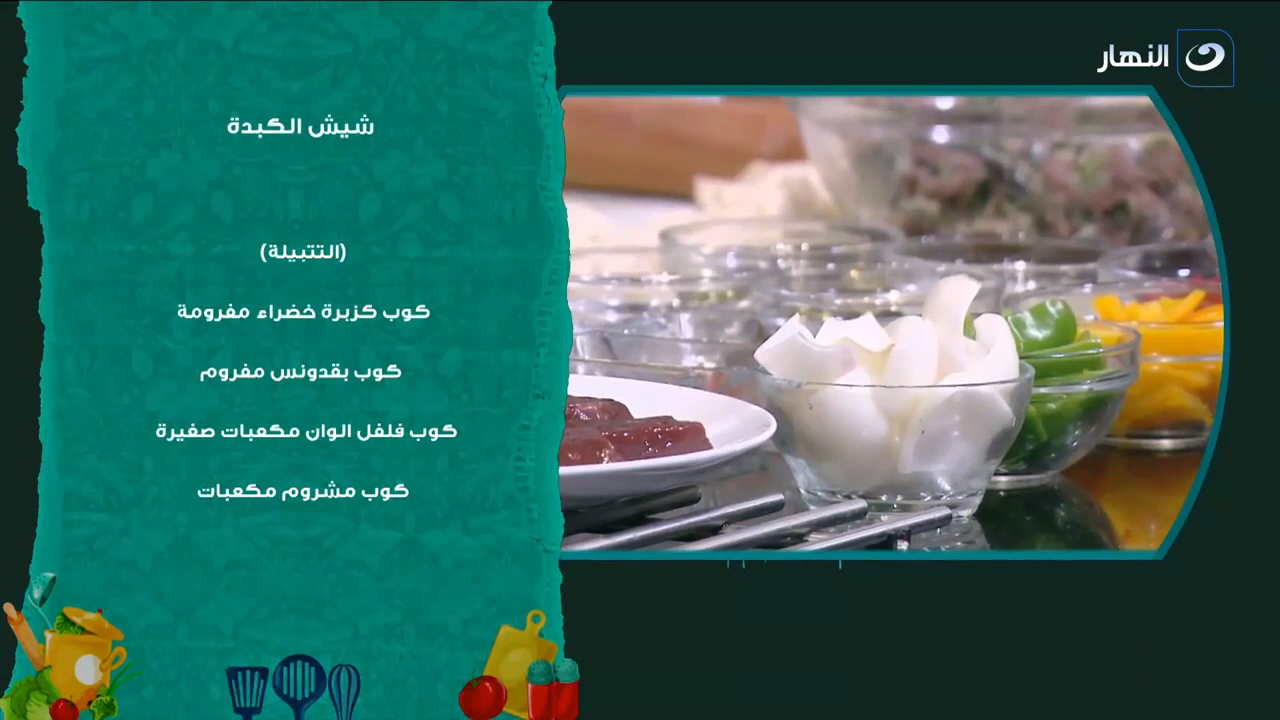 النهار
شيش الكبدة
(التتبيلة)
كوب كزبرة خضراء مفرومة
كوب بقدونس مفروم
كوب فلفل الوان مكعبات صغيرة
كوب مشروم مكعبات